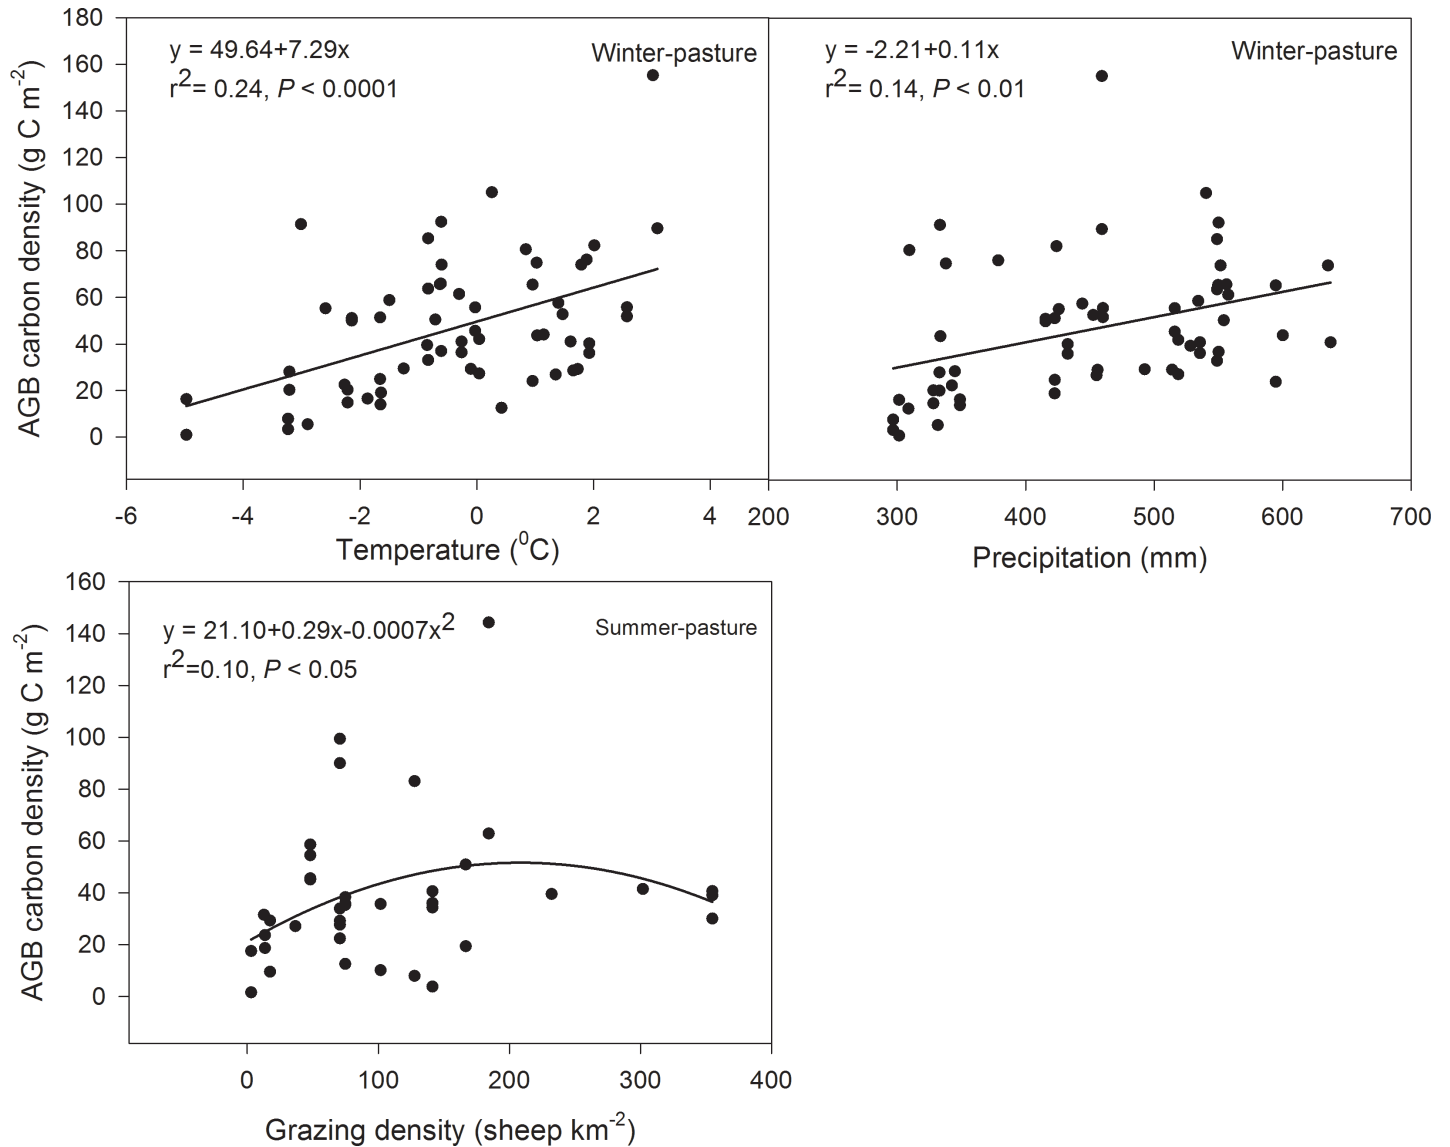 180
160
140
120
100
80
60
40
20
0
AGB carbon density (g C m-2)
y = 49.64+7.29x
r2= 0.24, P < 0.0001
Winter-pasture
-6 -4 -2 0 2 4
Temperature (0C)
y = -2.21+0.11x
r2= 0.14, P < 0.01
Winter-pasture
200 300 400 500 600 700
Precipitation (mm)
160
140
120
100
80
60
40
20
0
AGB carbon density (g C m-2)
y = 21.10+0.29x-0.0007x2
r2=0.10, P < 0.05
Summer-pasture
0 100 200 300 400
Grazing density (sheep km-2)